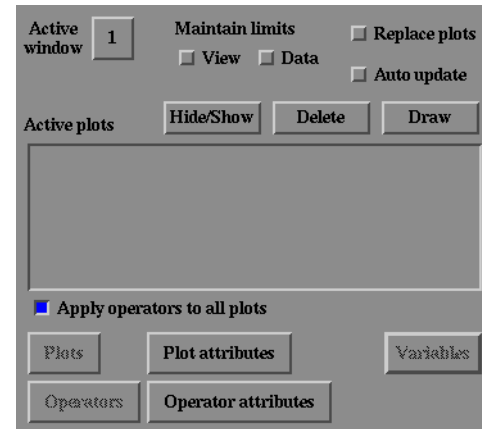 Active window 1
Maintain limits
View Data
Replace plots
Auto update
Active plots
Hide/Show Delete Draw
Apply operators to all plots
Plots Plot attributes Variables
Operators Operator attributes